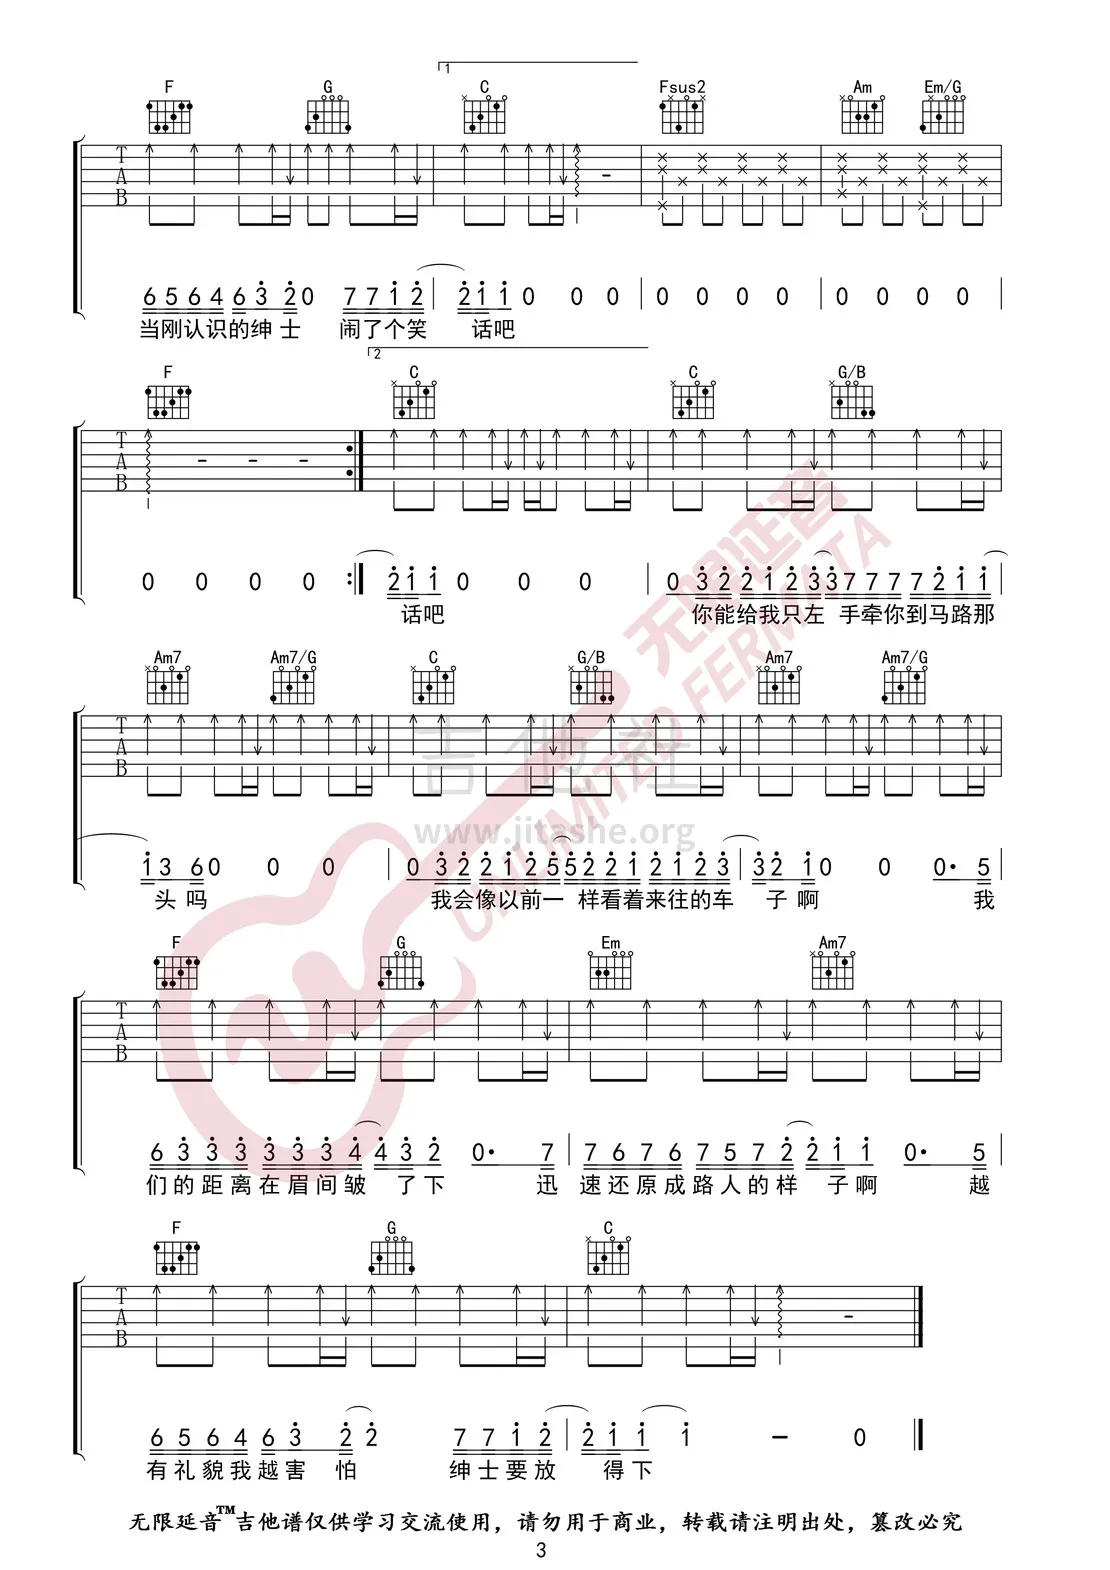 1
F G C Fsus2 Am Em/G
T
A
B
6 5 6 4 6 3 2 0 7 7 1 2 | 2 1 1 0 0 0 | 0 0 0 0 | 0 0 0 0 |
当刚认识的绅士 闹了个笑 话吧
2
F C C G/B
T
A
B
0 0 0 0 :| 2 1 1 0 0 0 | 0 3 2 2 1 2 3 3 7 7 7 7 2 1 1
话吧 你能给我只左 手牵你到马路那
Am7 Am7/G C G/B Am7 Am7/G
T
A
B
1 3 6 0 0 0 | 0 3 2 2 1 2 5 5 2 2 1 2 1 2 3 | 3 2 1 0 0 0· 5
头吗 我会像以前一 样看着来往的车 子啊 我
F G Em Am7
T
A
B
6 3 3 3 3 3 3 4 4 3 2 0· 7 | 7 6 7 6 7 5 7 2 2 1 1 0· 5 |
们的距离在眉间皱 了下 迅 速还原成路人的样 子啊 越
F G C
T
A
B
6 5 6 4 6 3 2 2 7 7 1 2 | 2 1 1 1 – 0
有礼貌我越害 怕 绅士要放 得下
无限延音
UNLIMITED FERMATA
吉他社
www.jitashe.org
无限延音™吉他谱仅供学习交流使用，请勿用于商业，转载请注明出处，篡改必究
3